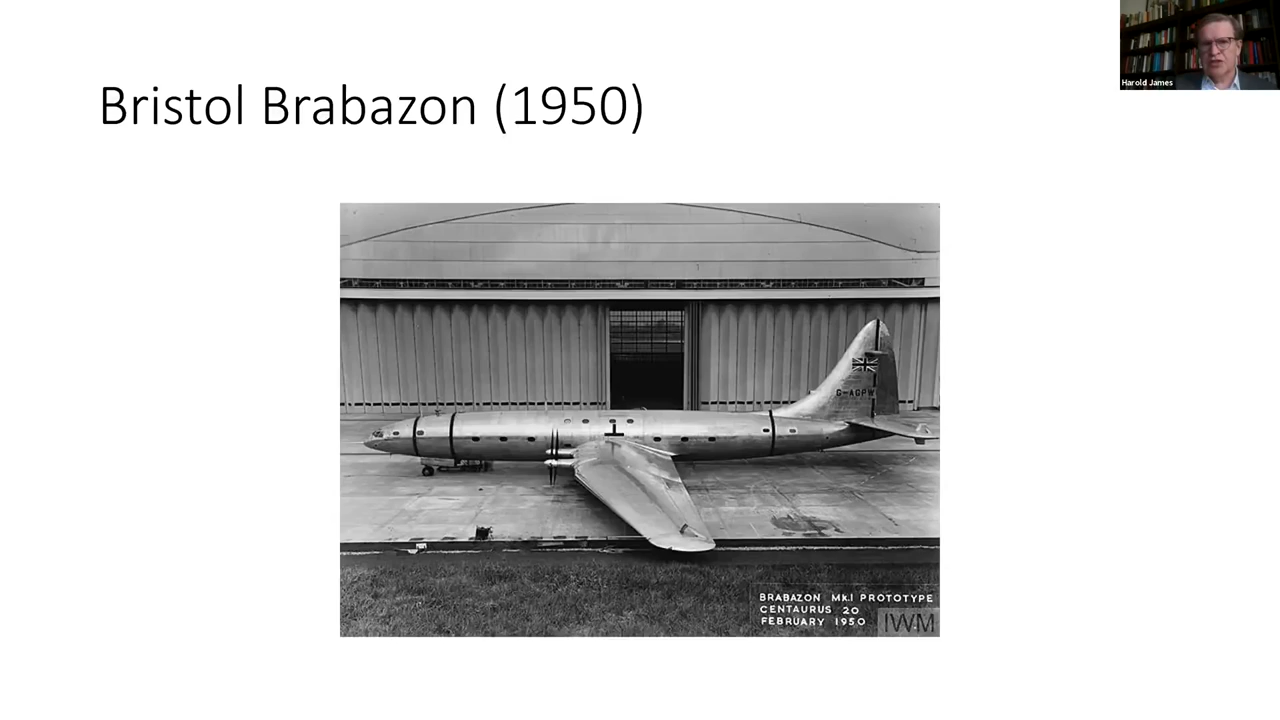 Bristol Brabazon (1950)
Harold James
G-AGPW
BRABAZON Mk.I PROTOTYPE
CENTAURUS 20
FEBRUARY 1950
IWM